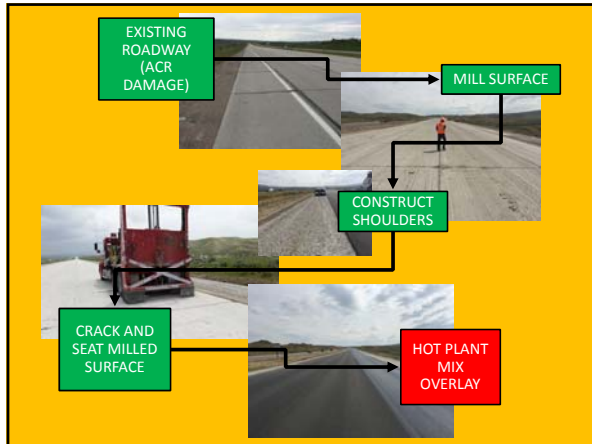 EXISTING
ROADWAY
(ACR
DAMAGE)
MILL SURFACE
CONSTRUCT
SHOULDERS
CRACK AND
SEAT MILLED
SURFACE
HOT PLANT
MIX
OVERLAY